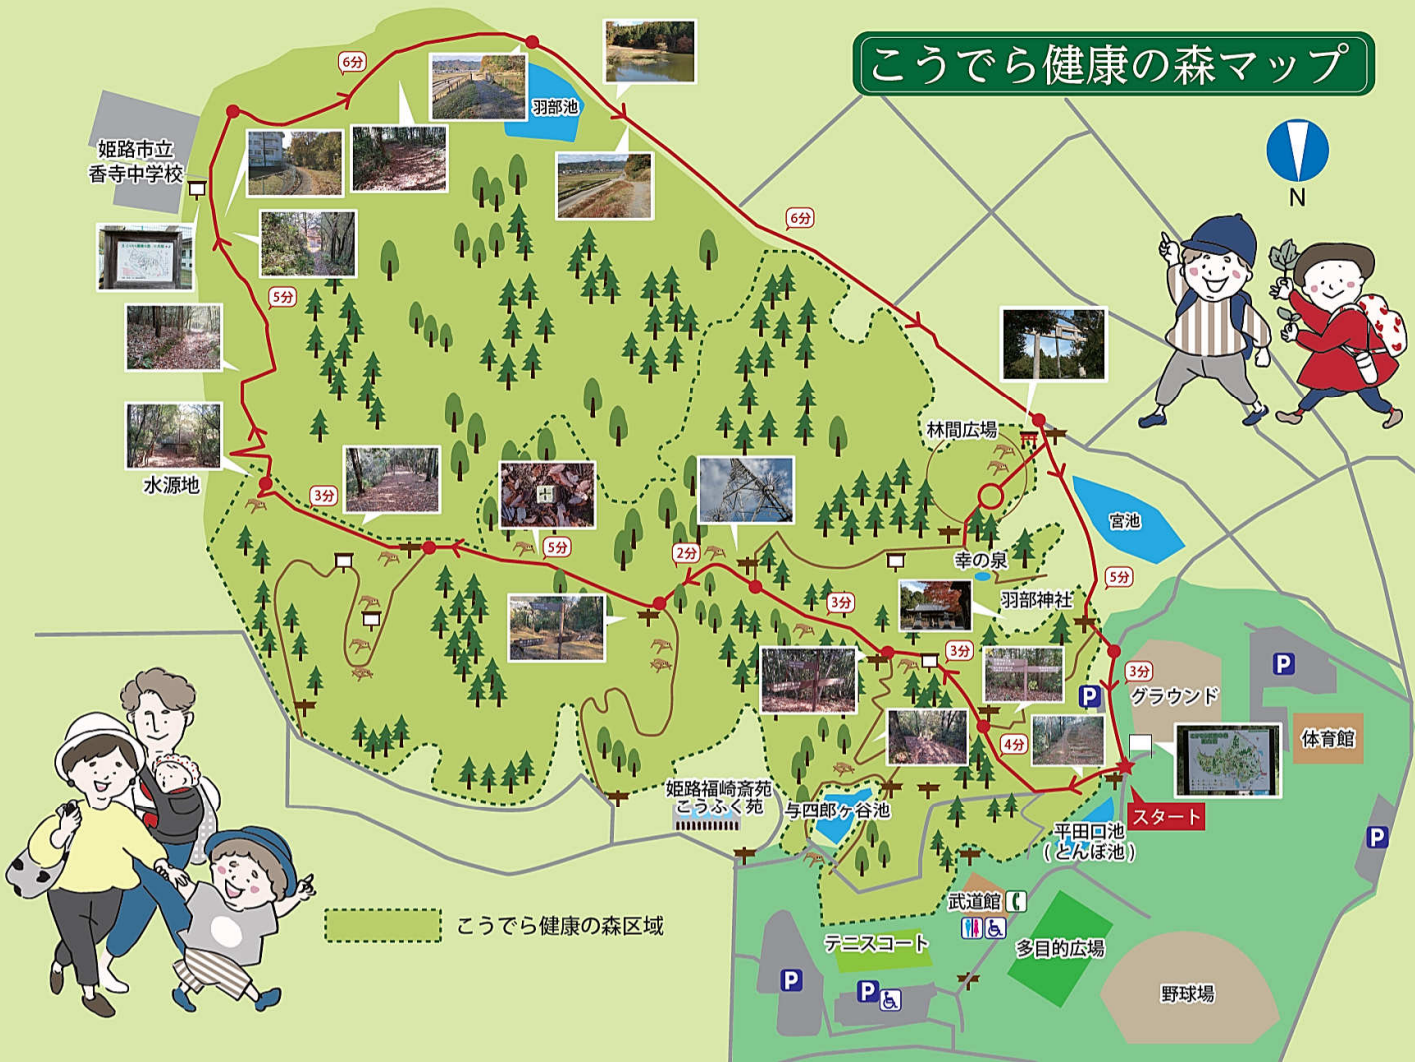 こうでら健康の森マップ
N
6分
羽部池
姫路市立
香寺中学校
6分
5分
林間広場
水源地
3分
宮池
5分
2分
幸の泉
5分
3分
羽部神社
3分
3分
P
グラウンド
P
4分
体育館
姫路福崎斎苑
こうふく苑
与四郎ヶ谷池
スタート
平田口池
(とんぼ池)
P
こうでら健康の森区域
武道館
テニスコート
多目的広場
P
P
野球場